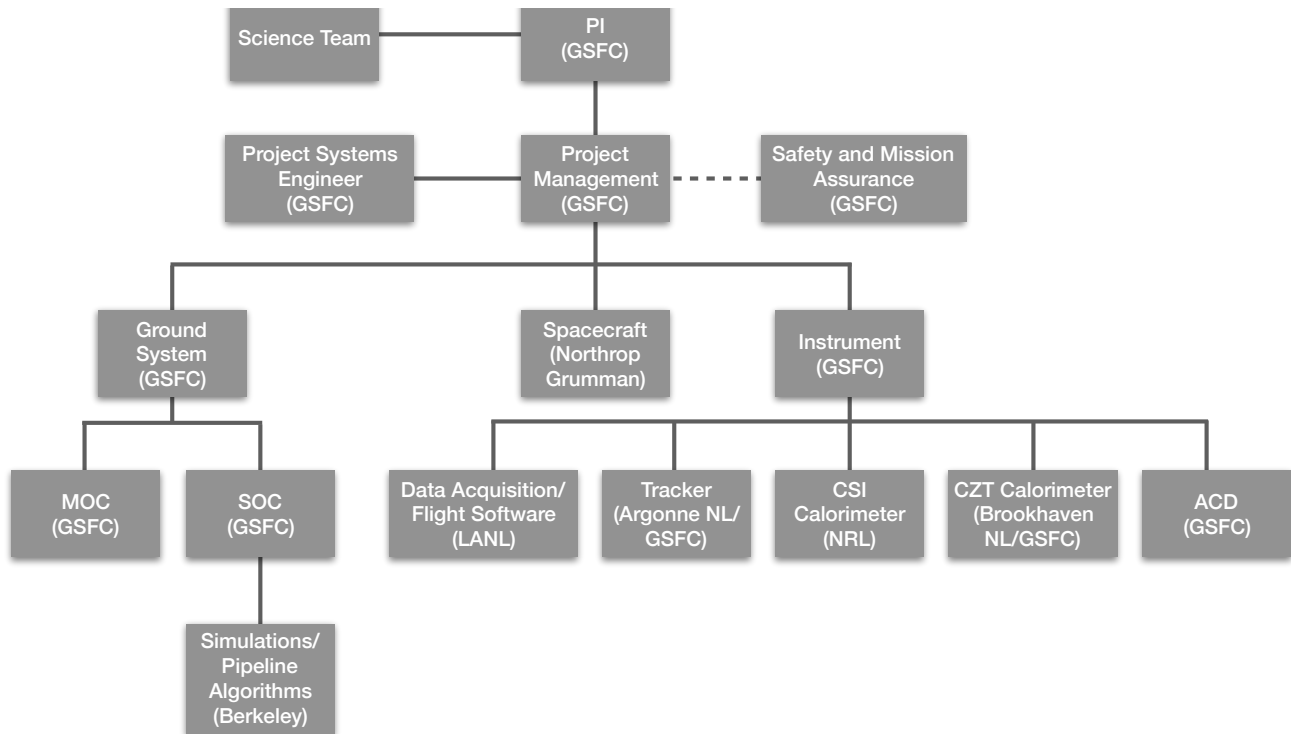 Science Team
PI
(GSFC)
Project Systems
Engineer
(GSFC)
Project
Management
(GSFC)
Safety and Mission
Assurance
(GSFC)
Ground
System
(GSFC)
Spacecraft
(Northrop
Grumman)
Instrument
(GSFC)
MOC
(GSFC)
SOC
(GSFC)
Data Acquisition/
Flight Software
(LANL)
Tracker
(Argonne NL/
GSFC)
CSI
Calorimeter
(NRL)
CZT Calorimeter
(Brookhaven
NL/GSFC)
ACD
(GSFC)
Simulations/
Pipeline
Algorithms
(Berkeley)